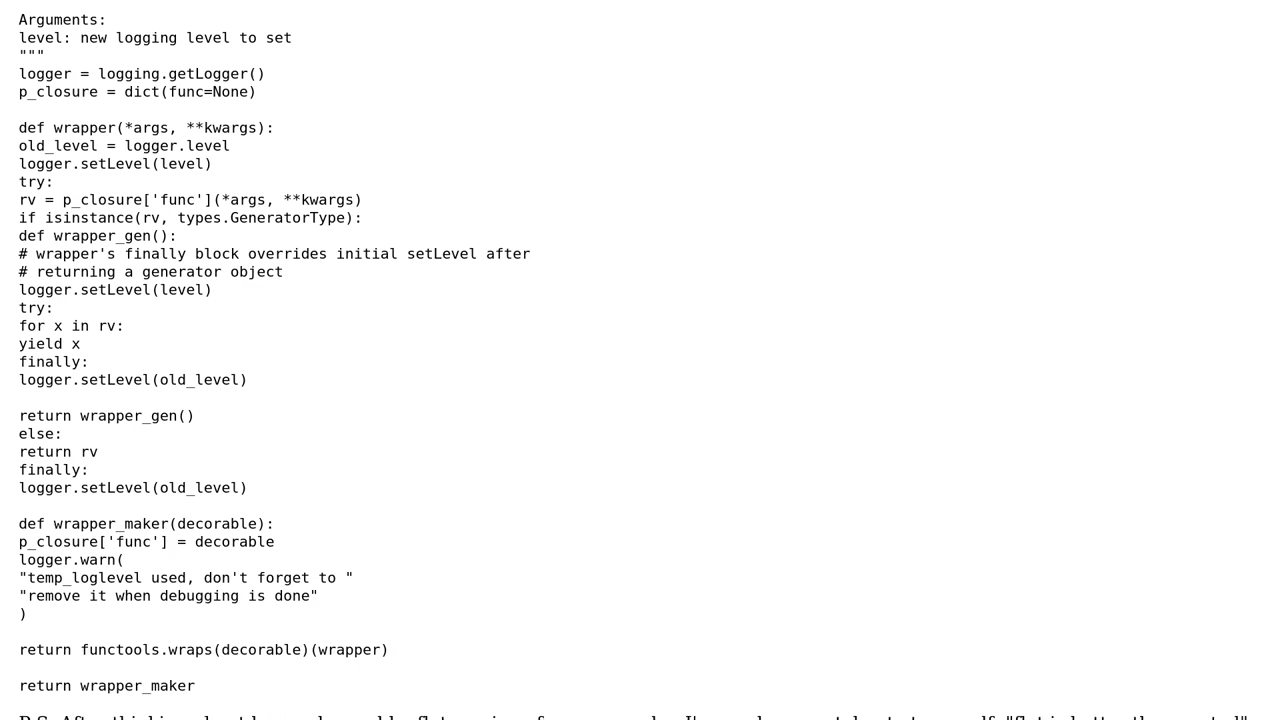 Arguments:
level: new logging level to set
"""
logger = logging.getLogger()
p_closure = dict(func=None)
def wrapper(*args, **kwargs):
old_level = logger.level
logger.setLevel(level)
try:
rv = p_closure['func'](*args, **kwargs)
if isinstance(rv, types.GeneratorType):
def wrapper_gen():
# wrapper's finally block overrides initial setLevel after
# returning a generator object
logger.setLevel(level)
try:
for x in rv:
yield x
finally:
logger.setLevel(old_level)
return wrapper_gen()
else:
return rv
finally:
logger.setLevel(old_level)
def wrapper_maker(decorable):
p_closure['func'] = decorable
logger.warn(
"temp_loglevel used, don't forget to "
"remove it when debugging is done"
)
return functools.wraps(decorable)(wrapper)
return wrapper_maker